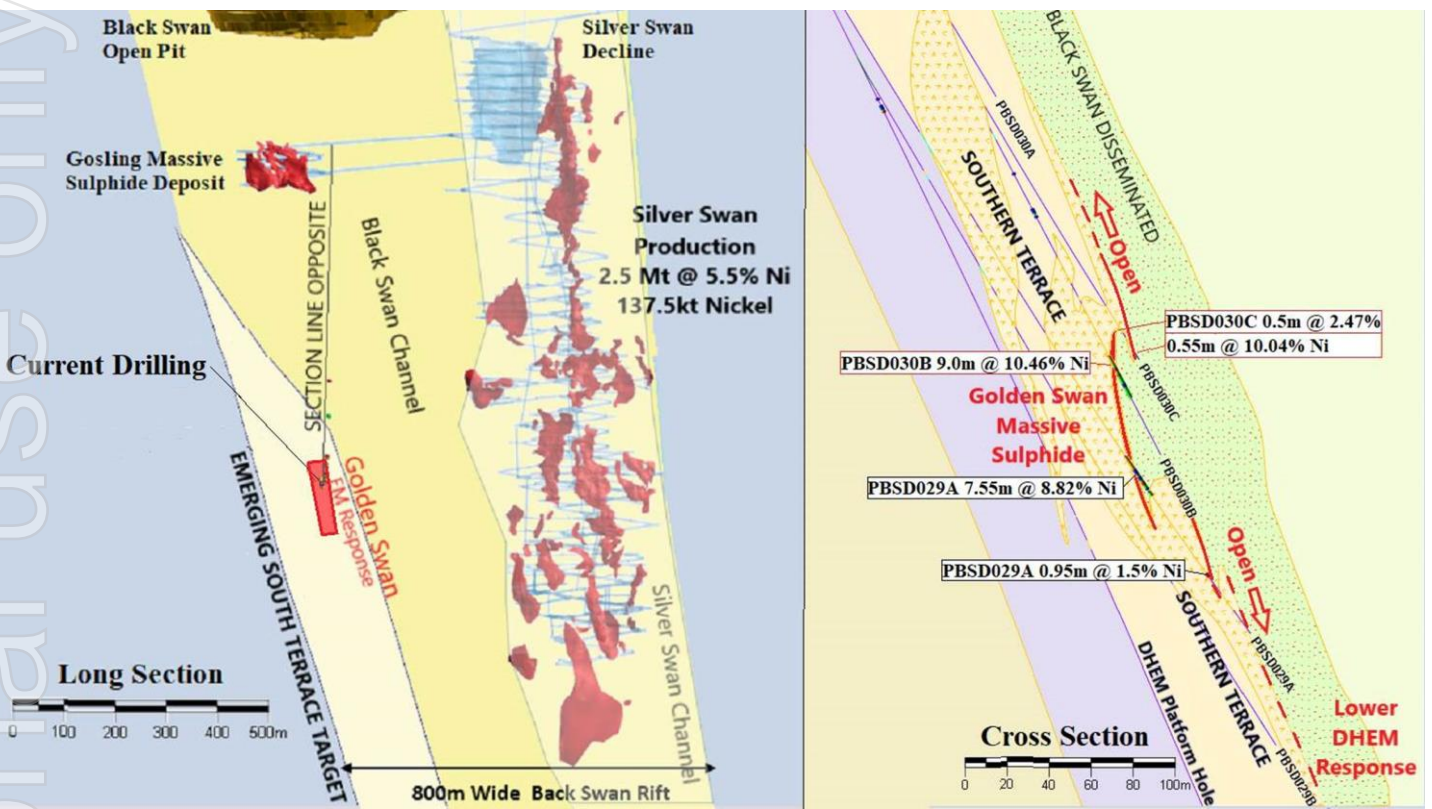 Black Swan
Open Pit
Silver Swan
Decline
Gosling Massive
Sulphide Deposit
SECTION LINE OPPOSITE
Black Swan Channel
Silver Swan
Production
2.5 Mt @ 5.5% Ni
137.5kt Nickel
Current Drilling
Golden Swan
EM Response
EMERGING SOUTH TERRACE TARGET
Silver Swan Channel
Long Section
0 100 200 300 400 500m
800m Wide Back Swan Rift
BLACK SWAN DISSEMINATED
PBSD030A
SOUTHERN TERRACE
Open
PBSD030C 0.5m @ 2.47%
0.55m @ 10.04% Ni
PBSD030B 9.0m @ 10.46% Ni
PBSD030C
Golden Swan
Massive
Sulphide
PBSD029A 7.55m @ 8.82% Ni
PBSD030B
PBSD029A 0.95m @ 1.5% Ni
Open
SOUTHERN TERRACE
PBSD029A
DHEM Platform Hole
Lower
DHEM
Response
PBSD029B
Cross Section
0 20 40 60 80 100m
use only